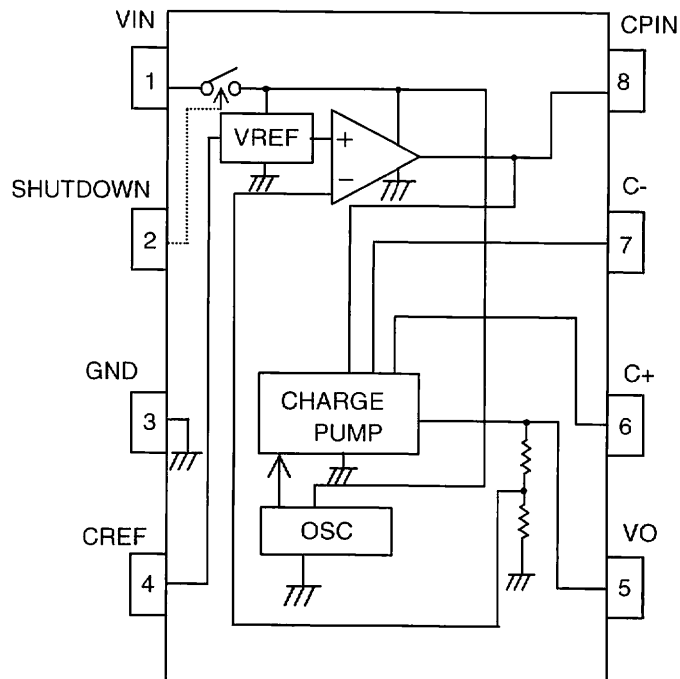 VIN
CPIN
1
8
VREF
+
−
SHUTDOWN
C-
2
7
GND
C+
3
CHARGE
PUMP
6
CREF
OSC
VO
4
5